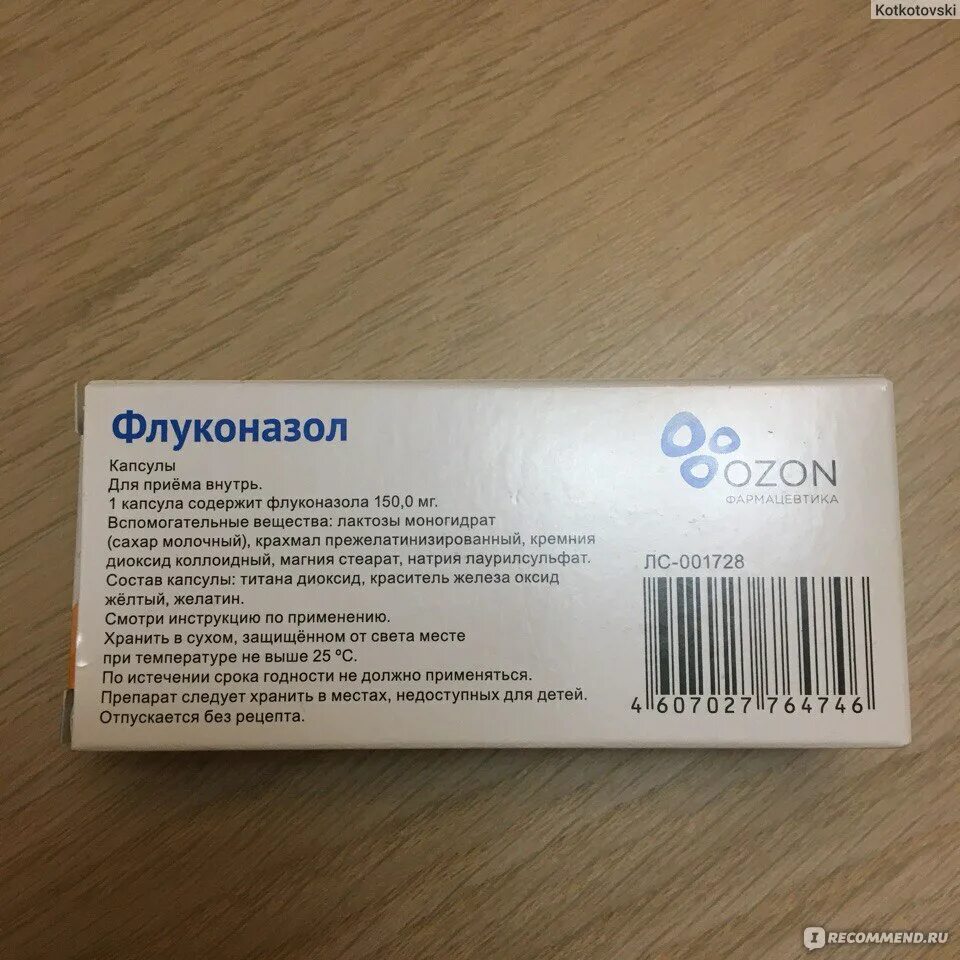 Kotkotovski
Флуконазол
Капсулы
Для приёма внутрь.
1 капсула содержит флуконазола 150,0 мг.
Вспомогательные вещества: лактозы моногидрат
(сахар молочный), крахмал прежелатинизированный, кремния
диоксид коллоидный, магния стеарат, натрия лаурилсульфат.
Состав капсулы: титана диоксид, краситель железа оксид
жёлтый, желатин.
Смотри инструкцию по применению.
Хранить в сухом, защищённом от света месте
при температуре не выше 25 ºС.
По истечении срока годности не должно применяться.
Препарат следует хранить в местах, недоступных для детей.
Отпускается без рецепта.
OZON
ФАРМАЦЕВТИКА
ЛС-001728
4 607027 764746
I RECOMMEND.RU